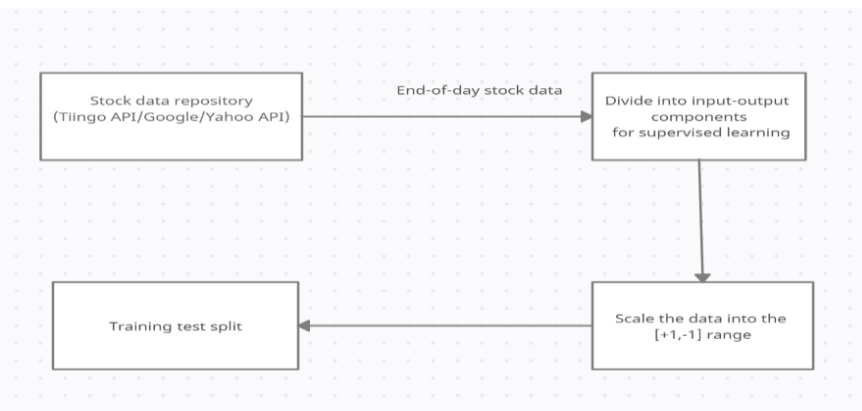 Stock data repository
(Tiingo API/Google/Yahoo API)
End-of-day stock data
Divide into input-output
components
for supervised learning
Scale the data into the
[+1,-1] range
Training test split